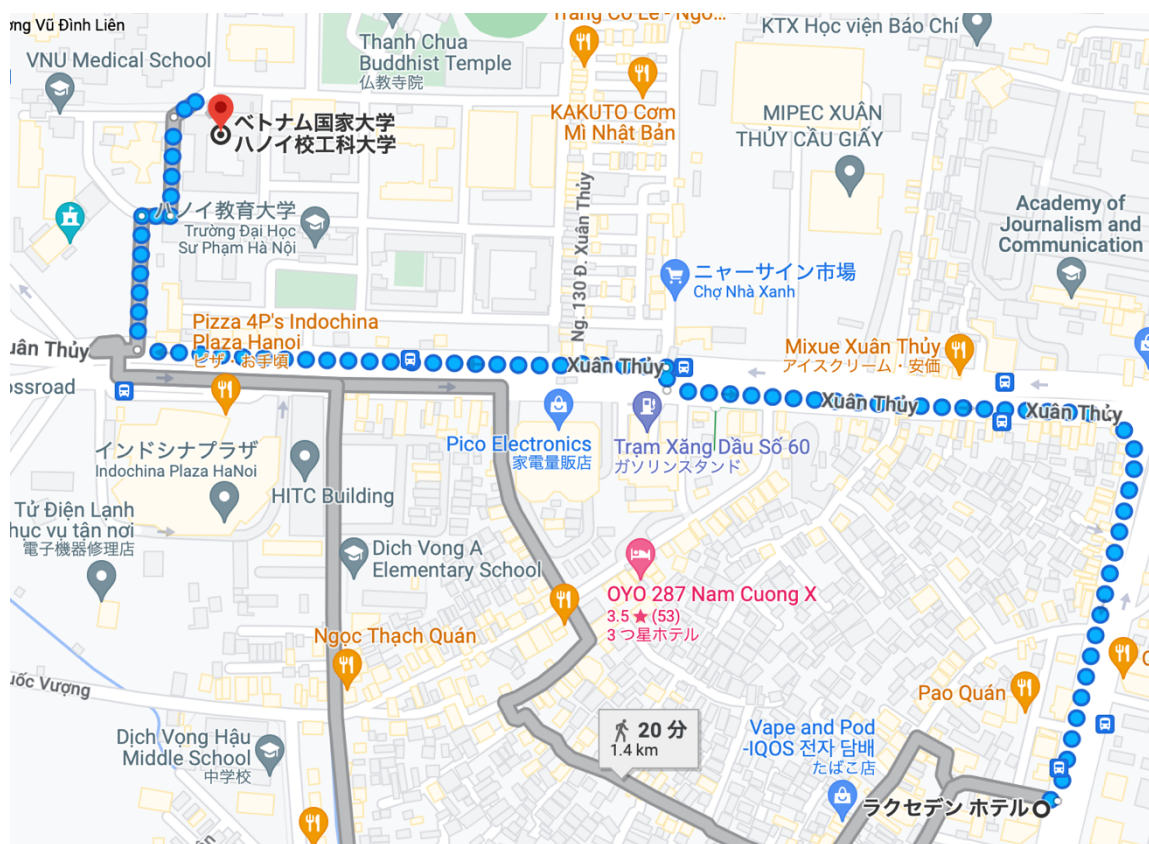 ơng Vũ Đình Liên
VNU Medical School
Thanh Chua
Buddhist Temple
仏教寺院
KTX Học viện Báo Chí
KAKUTO Cơm
Mì Nhật Bản
MIPEC XUÂN
THỦY CẦU GIẤY
ベトナム国家大学
ハノイ校工科大学
ハノイ教育大学
Trường Đại Học
Sư Phạm Hà Nội
Ng. 130 Đ. Xuân Thủy
Academy of
Journalism and
Communication
ニャーサイン市場
Chợ Nhà Xanh
Pizza 4P's Indochina
Plaza Hanoi
ピザ・お手頃
Mixue Xuân Thủy
アイスクリーム・安価
uân Thủy
Xuân Thủy
Xuân Thủy
Xuân Thủy
ossroad
Pico Electronics
家電量販店
Trạm Xăng Dầu Số 60
ガソリンスタンド
インドシナプラザ
Indochina Plaza HaNoi
HITC Building
Tử Điện Lạnh
hục vụ tận nơi
電子機器修理店
Dich Vong A
Elementary School
OYO 287 Nam Cuong X
3.5 ★ (53)
3 つ星ホテル
Ngọc Thạch Quán
uốc Vượng
Pao Quán
20 分
1.4 km
Vape and Pod
-IQOS 전자 담배
たばこ店
Dịch Vọng Hậu
Middle School
中学校
ラクセデン ホテル